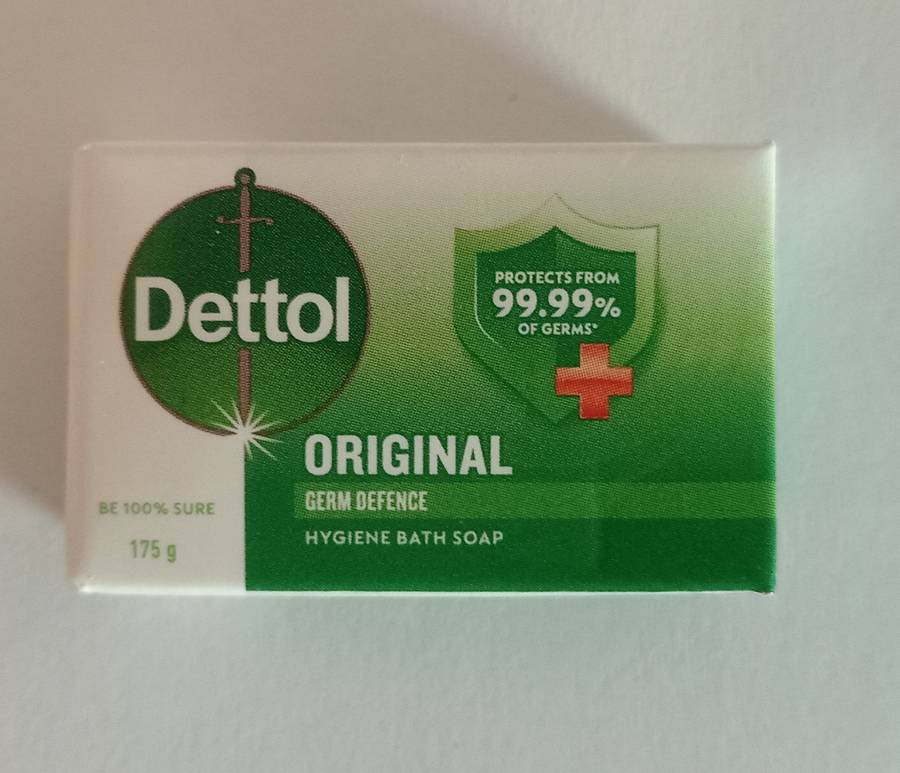 Dettol
PROTECTS FROM
99.99%
OF GERMS*
ORIGINAL
GERM DEFENCE
HYGIENE BATH SOAP
BE 100% SURE
175 g